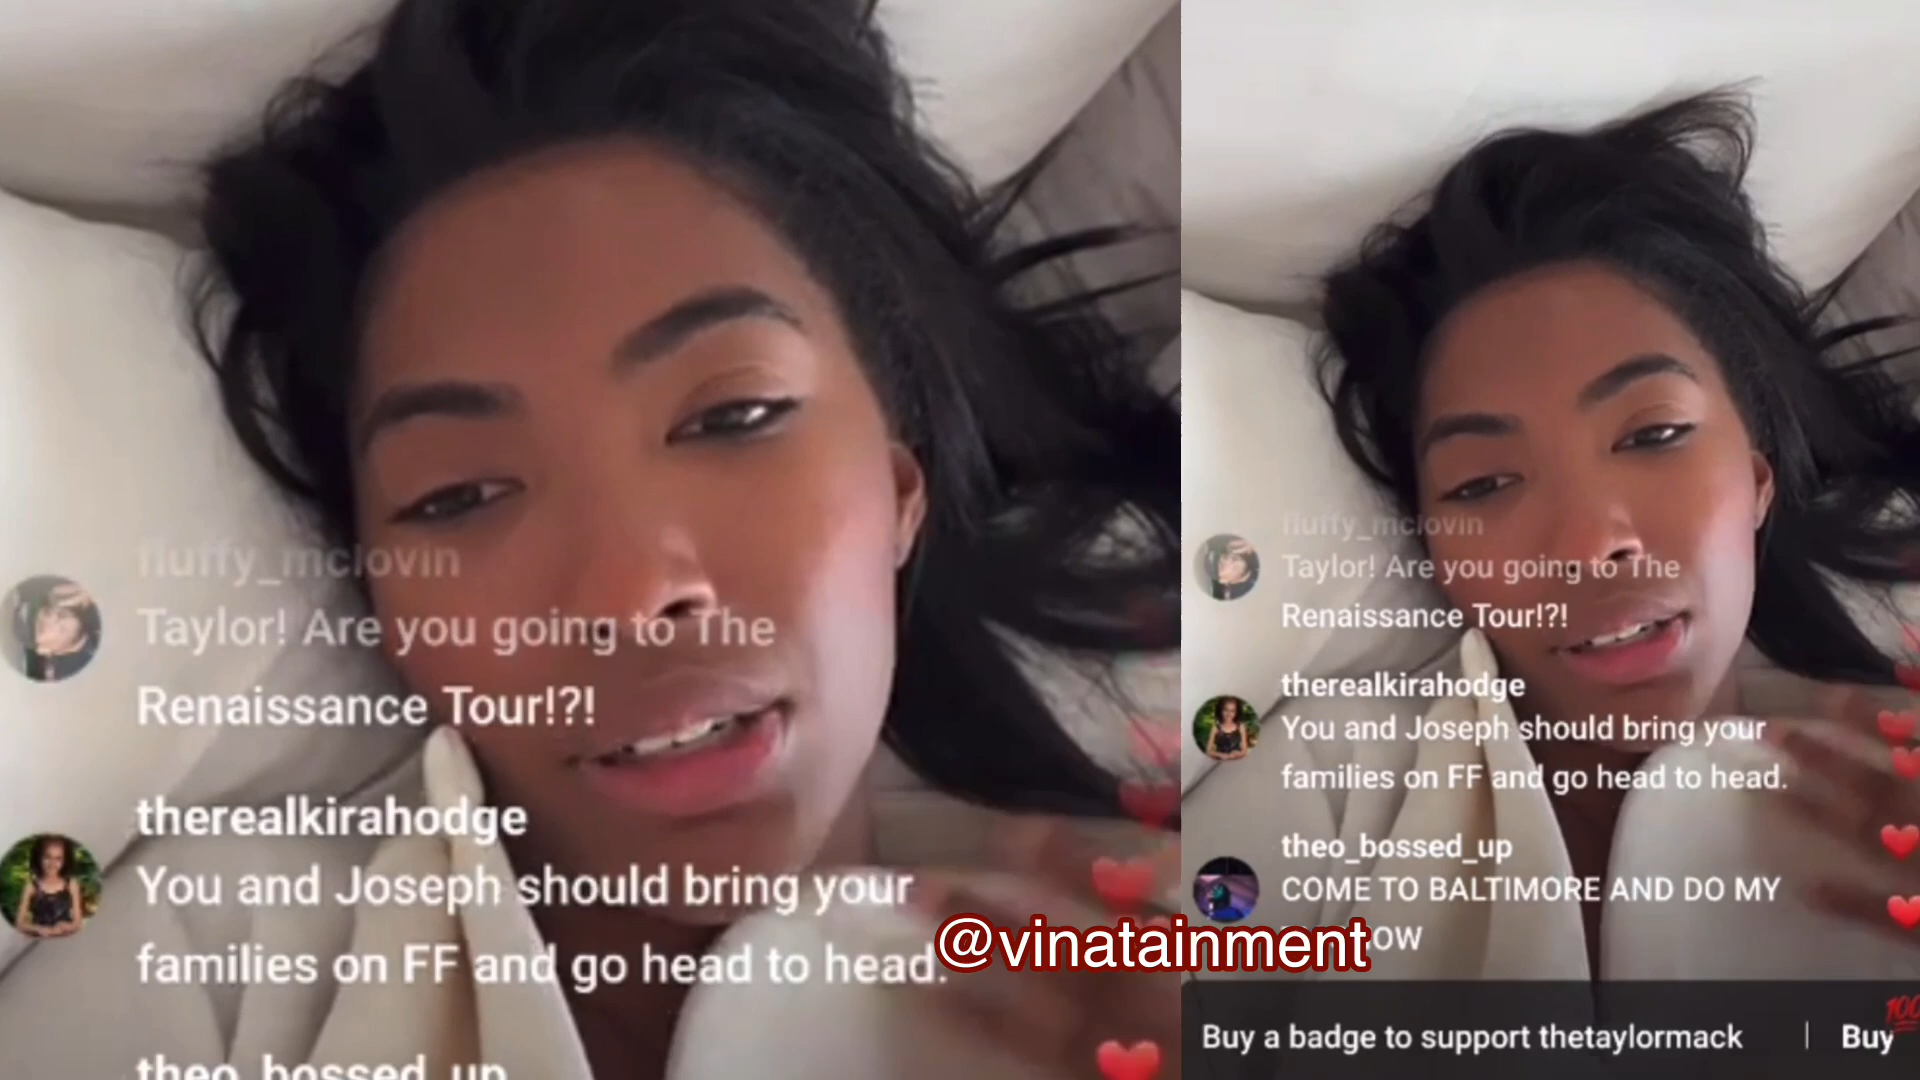 fluffy_mclovin
Taylor! Are you going to The
Renaissance Tour!?!
therealkirahodge
You and Joseph should bring your
families on FF and go head to head.
theo_bossed_up
fluffy_mclovin
Taylor! Are you going to The
Renaissance Tour!?!
therealkirahodge
You and Joseph should bring your
families on FF and go head to head.
theo_bossed_up
COME TO BALTIMORE AND DO MY
@vinatainment
Buy a badge to support thetaylormack | Buy
100